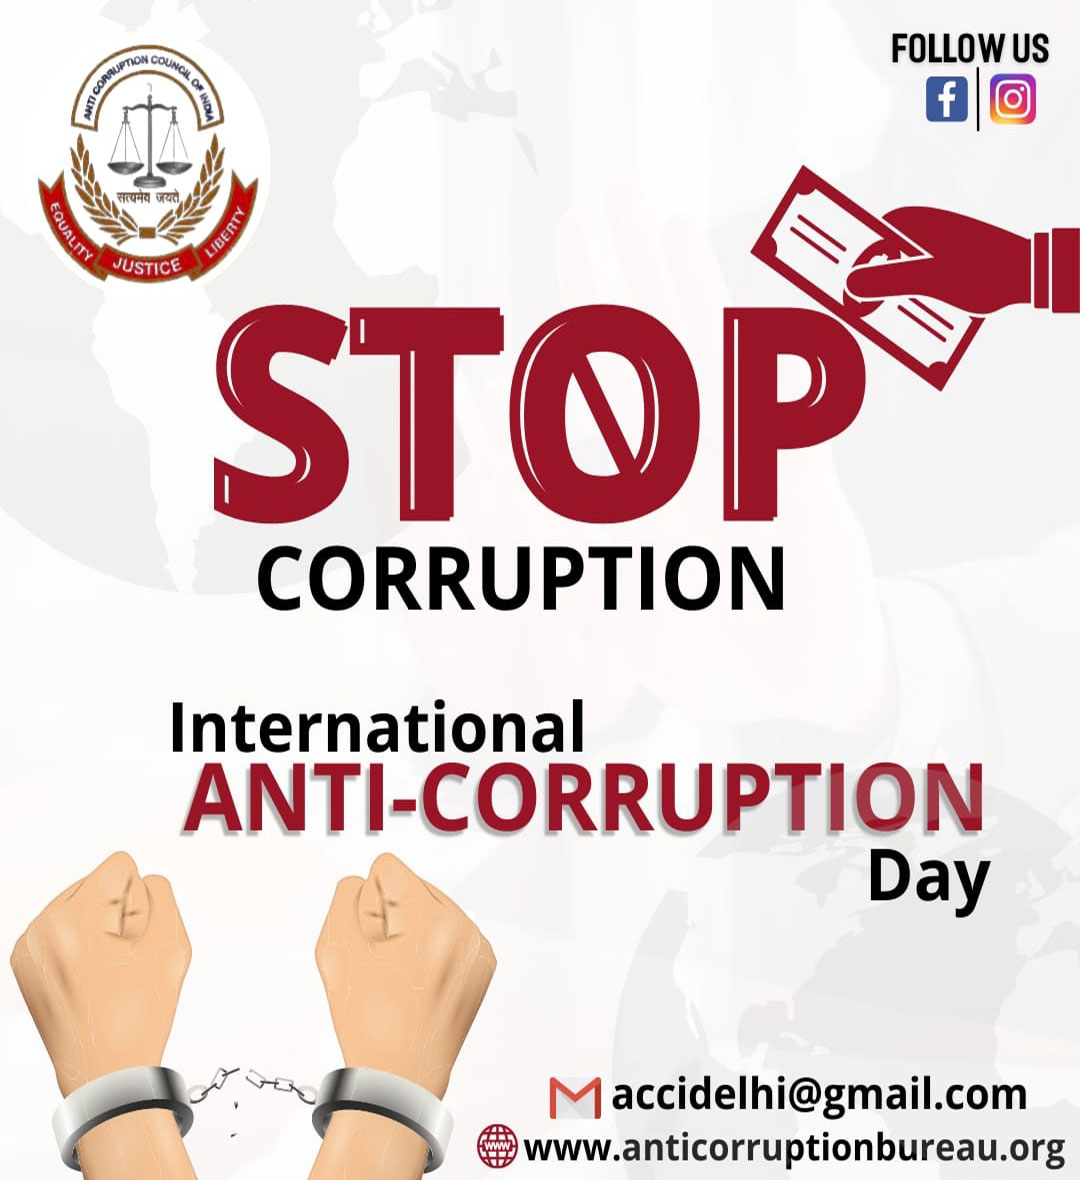 ANTI CORRUPTION COUNCIL OF INDIA
सत्यमेव जयते
EQUALITY JUSTICE LIBERTY
FOLLOW US
STOP
CORRUPTION
International
ANTI-CORRUPTION
Day
accidelhi@gmail.com
www
www.anticorruptionbureau.org